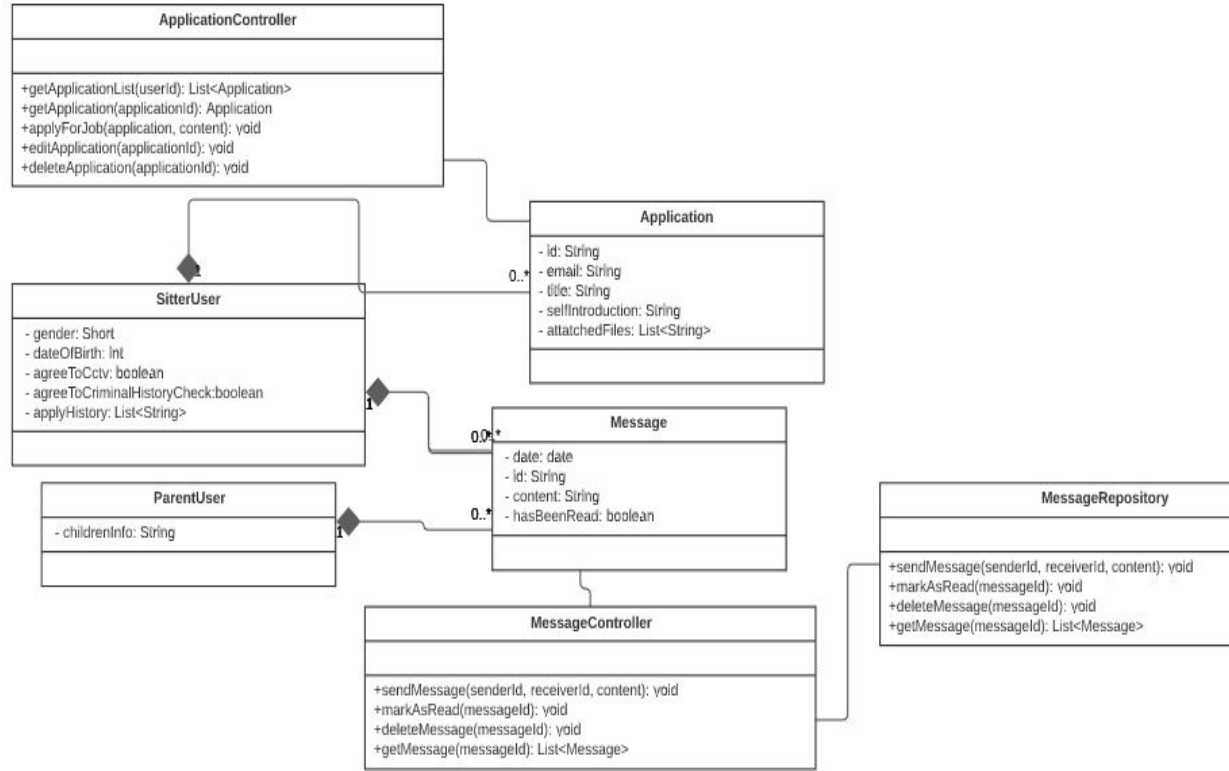 ApplicationController
+getApplicationList(userId): List<Application>
+getApplication(applicationId): Application
+applyForJob(application, content): void
+editApplication(applicationId): void
+deleteApplication(applicationId): void
Application
- id: String
- email: String
- title: String
- selfIntroduction: String
- attatchedFiles: List<String>
0..*
1
SitterUser
- gender: Short
- dateOfBirth: Int
- agreeToCctv: boolean
- agreeToCriminalHistoryCheck:boolean
- applyHistory: List<String>
1
0..*
Message
- date: date
- id: String
- content: String
- hasBeenRead: boolean
ParentUser
- childrenInfo: String
1
0..*
MessageRepository
+sendMessage(senderId, receiverId, content): void
+markAsRead(messageId): void
+deleteMessage(messageId): void
+getMessage(messageId): List<Message>
MessageController
+sendMessage(senderId, receiverId, content): void
+markAsRead(messageId): void
+deleteMessage(messageId): void
+getMessage(messageId): List<Message>